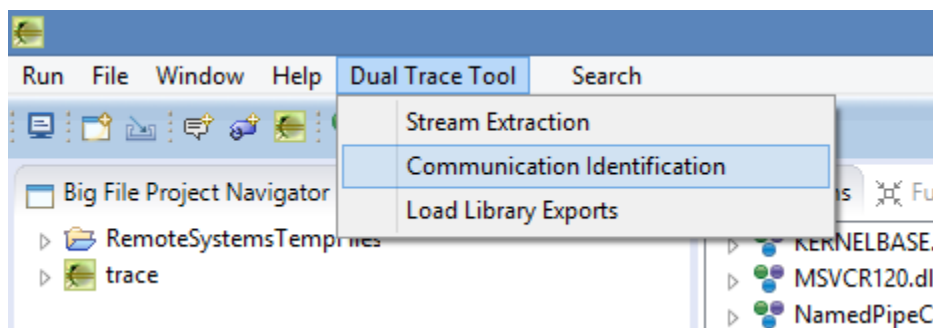 Run File Window Help Dual Trace Tool Search
Stream Extraction
Communication Identification
Load Library Exports
Big File Project Navigator
RemoteSystemsTempFiles
trace
Fu
KERNELBASE.
MSVCR120.dl
NamedPipeC